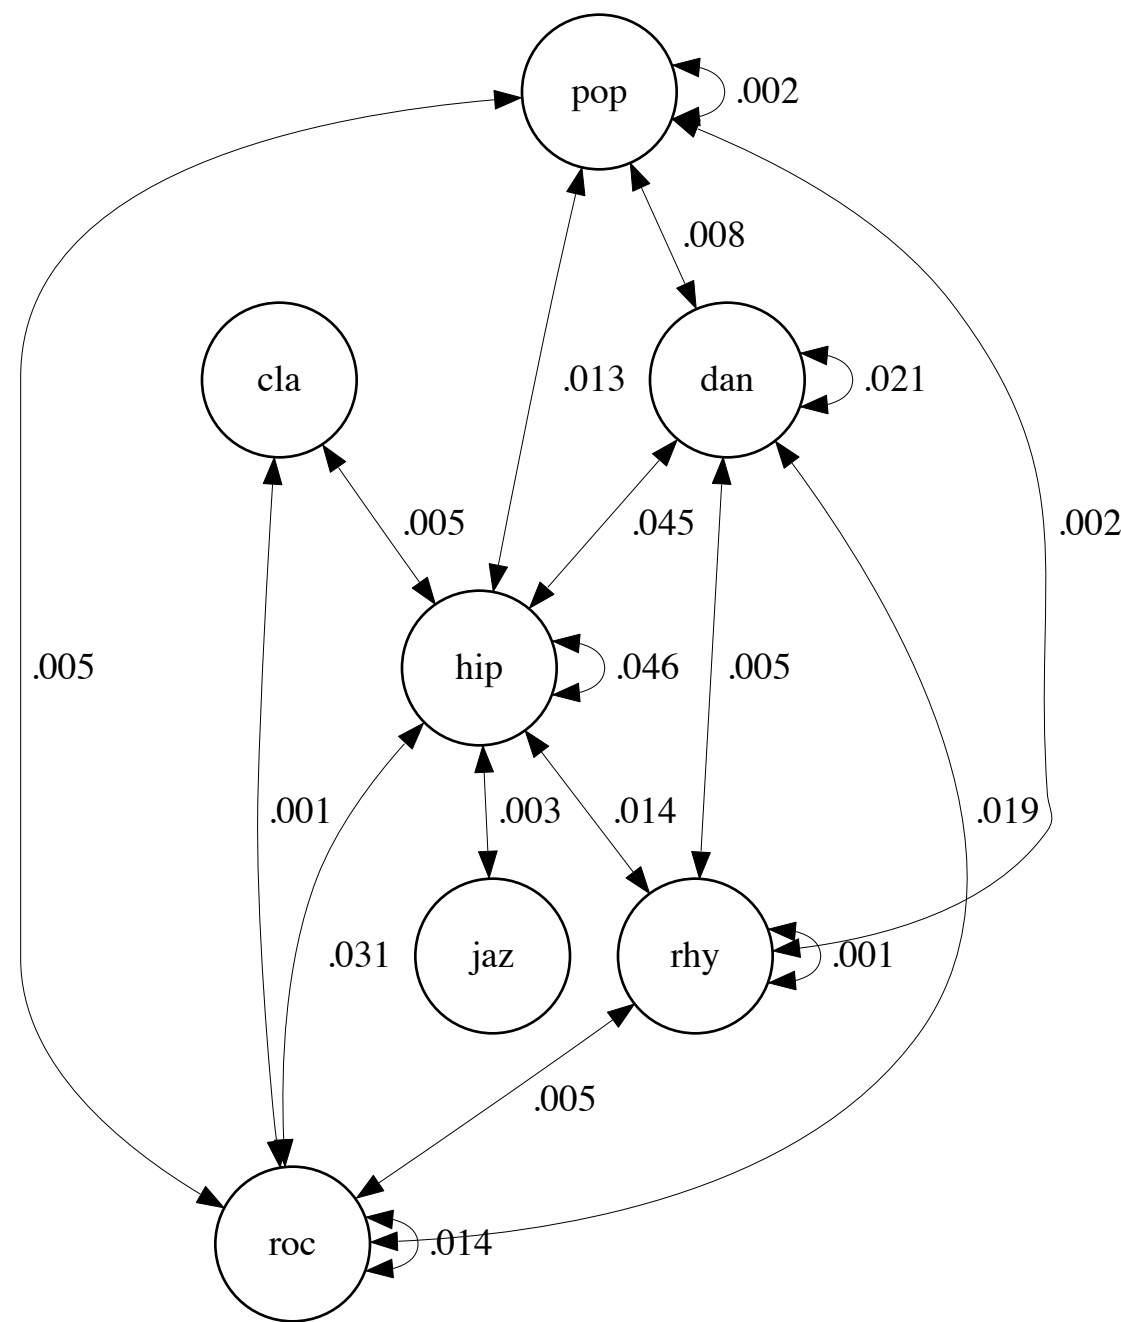 pop .002
.008
cla .013 dan .021
.005 .045 .002
.005 hip .046 .005
.001 .003 .014 .019
.031 jaz rhy .001
.005
roc .014